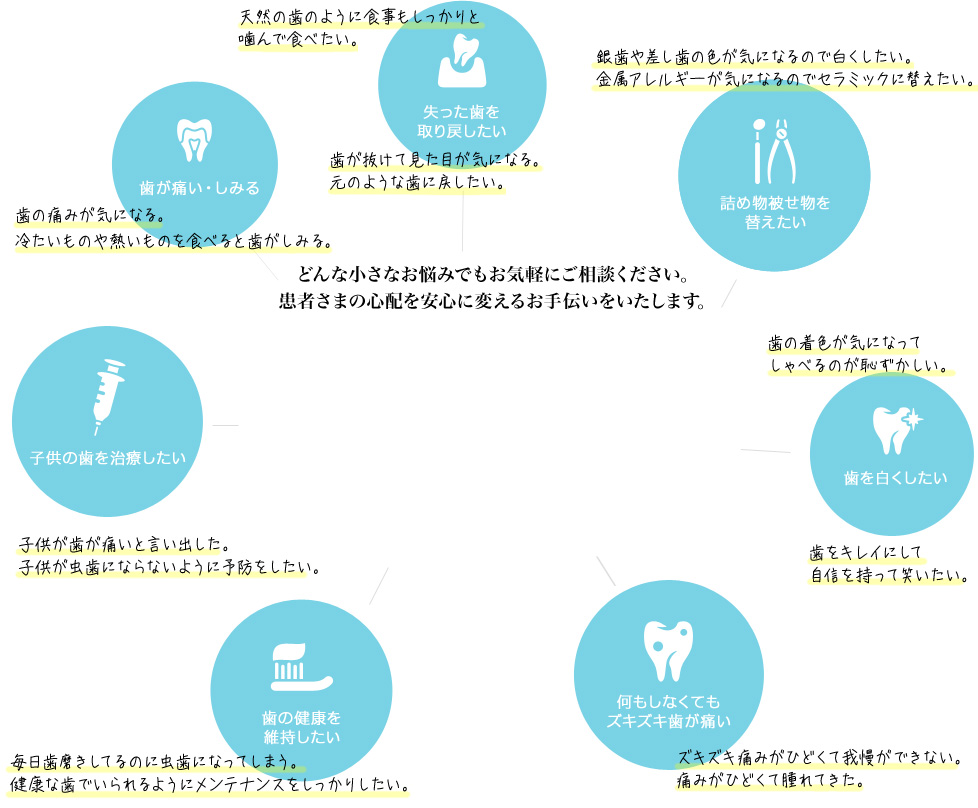 天然の歯のように食事もしっかりと
噛んで食べたい。
失った歯を
取り戻したい
歯が抜けて見た目が気になる。
元のような歯に戻したい。
銀歯や差し歯の色が気になるので白くしたい。
金属アレルギーが気になるのでセラミックに替えたい。
詰め物被せ物を
替えたい
歯が痛い・しみる
歯の痛みが気になる。
冷たいものや熱いものを食べると歯がしみる。
どんな小さなお悩みでもお気軽にご相談ください。
患者さまの心配を安心に変えるお手伝いをいたします。
歯の着色が気になって
しゃべるのが恥ずかしい。
歯を白くしたい
歯をキレイにして
自信を持って笑いたい。
子供の歯を治療したい
子供が歯が痛いと言い出した。
子供が虫歯にならないように予防をしたい。
歯の健康を
維持したい
毎日歯磨きしてるのに虫歯になってしまう。
健康な歯でいられるようにメンテナンスをしっかりしたい。
何もしなくても
ズキズキ歯が痛い
ズキズキ痛みがひどくて我慢ができない。
痛みがひどくて腫れてきた。